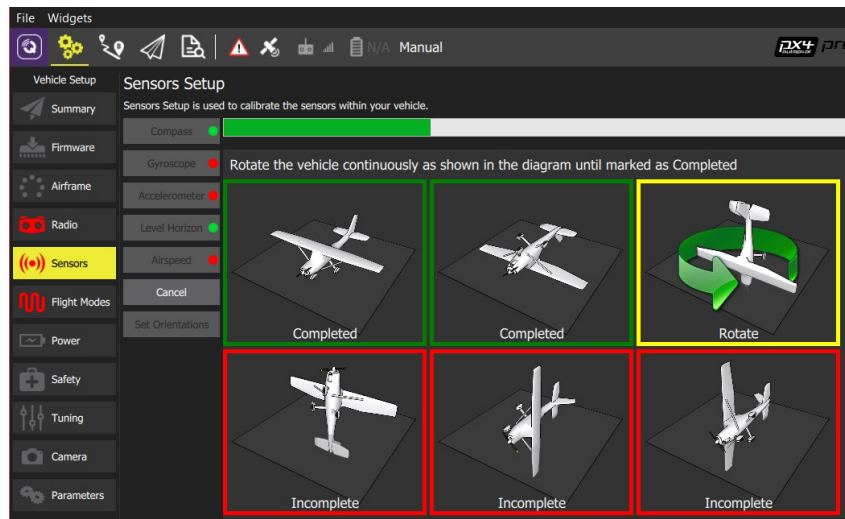 File Widgets
N/A Manual
px4
Vehicle Setup
Summary
Firmware
Airframe
Radio
Sensors
Flight Modes
Power
Safety
Tuning
Camera
Parameters
Sensors Setup
Sensors Setup is used to calibrate the sensors within your vehicle.
Compass
Gyroscope
Accelerometer
Level Horizon
Airspeed
Cancel
Set Orientations
Rotate the vehicle continuously as shown in the diagram until marked as Completed
Completed
Completed
Rotate
Incomplete
Incomplete
Incomplete